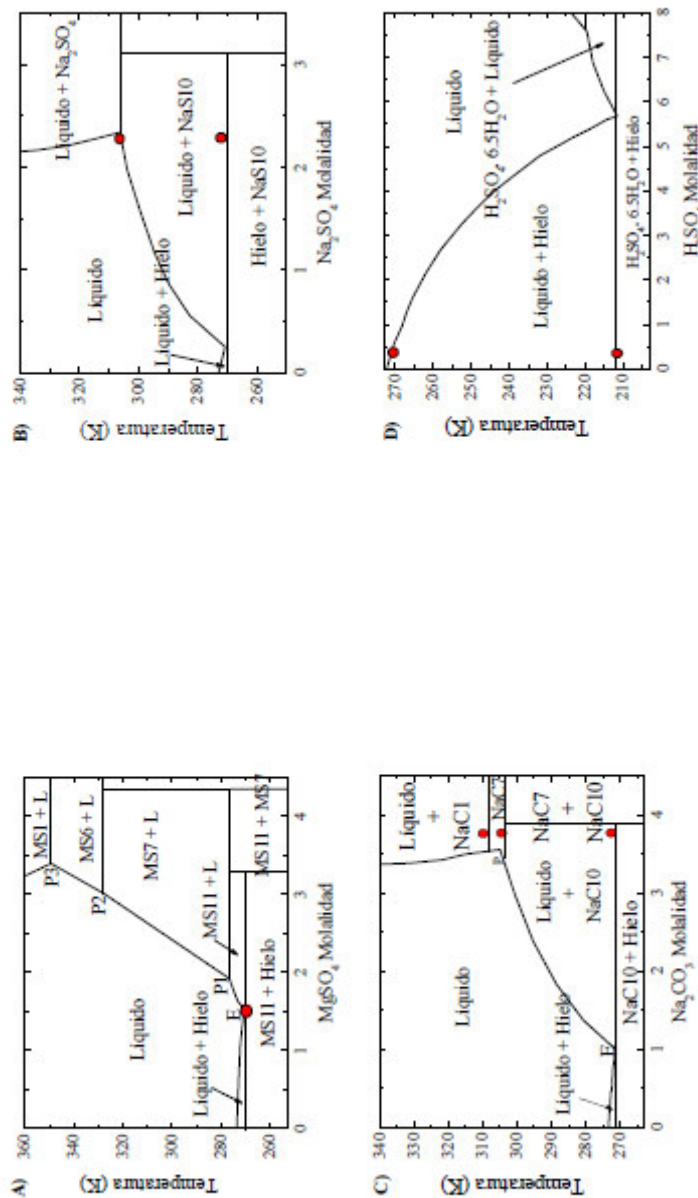 A)
Temperatura (K)
360
340
320
300
280
260
Líquido
Líquido + Hielo
P3
P2
P1
E
MS1 + L
MS6 + L
MS7 + L
MS11 + L
MS11 + Hielo
MS11 + MS7
0
1
2
3
4
MgSO4 Molalidad
B)
Temperatura (K)
340
320
300
280
260
Líquido
Líquido + Na2SO4
Líquido + Hielo
Líquido + NaS10
Hielo + NaS10
0
1
2
3
Na2SO4 Molalidad
C)
Temperatura (K)
340
330
320
310
300
290
280
270
Líquido
Líquido
+
NaC1
P
NaC7
Líquido
+
NaC10
NaC7
+
NaC10
Líquido + Hielo
E
NaC10 + Hielo
0
1
2
3
4
Na2CO3 Molalidad
D)
Temperatura (K)
270
260
250
240
230
220
210
Líquido
H2SO4. 6.5H2O + Líquido
Líquido + Hielo
H2SO4. 6.5H2O + Hielo
0
1
2
3
4
5
6
7
8
Molalidad